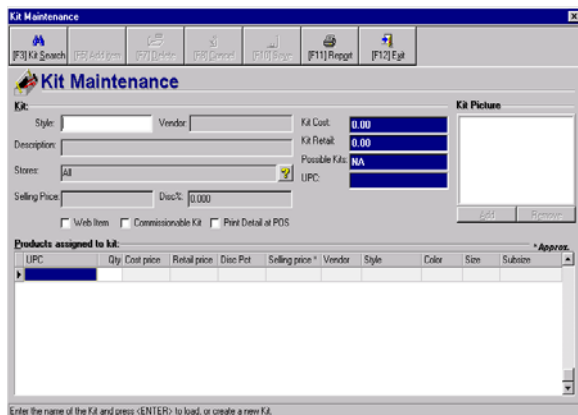 Kit Maintenance
[F3] Kit Search [F6] Add item [F7] Delete [F8] Cancel [F10] Save [F11] Report [F12] Exit
Kit Maintenance
Kit: Kit Picture
Style: Vendor: Kit Cost: 0.00
Description: Kit Retail: 0.00
Stores: All ? Possible Kits: NA
UPC:
Selling Price: Disc%: 0.000
Add Remove
Web Item Commissionable Kit Print Detail at POS
Products assigned to kit: * Approx.
UPC Qty Cost price Retail price Disc Pct Selling price * Vendor Style Color Size Subsize
Enter the name of the Kit and press <ENTER> to load, or create a new Kit.